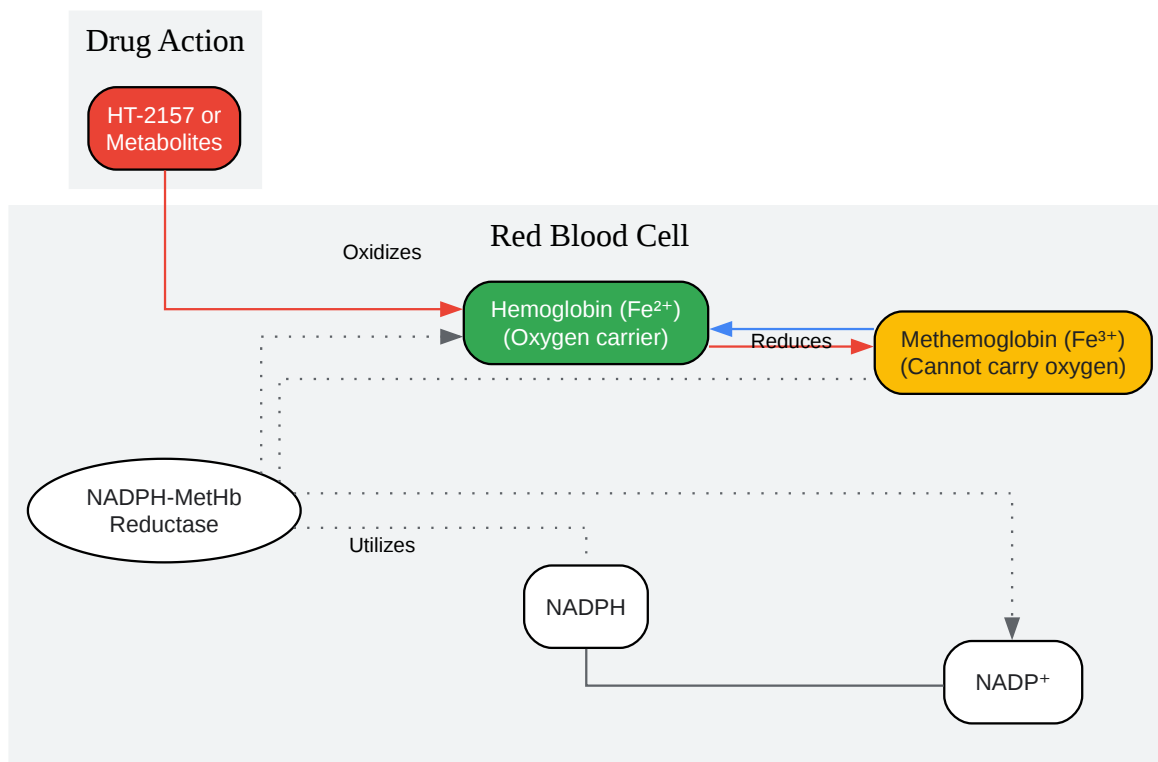 Drug Action
HT-2157 or
Metabolites
Red Blood Cell
Oxidizes
Hemoglobin (Fe²⁺)
(Oxygen carrier)
Reduces
Methemoglobin (Fe³⁺)
(Cannot carry oxygen)
NADPH-MetHb
Reductase
Utilizes
NADPH
NADP⁺